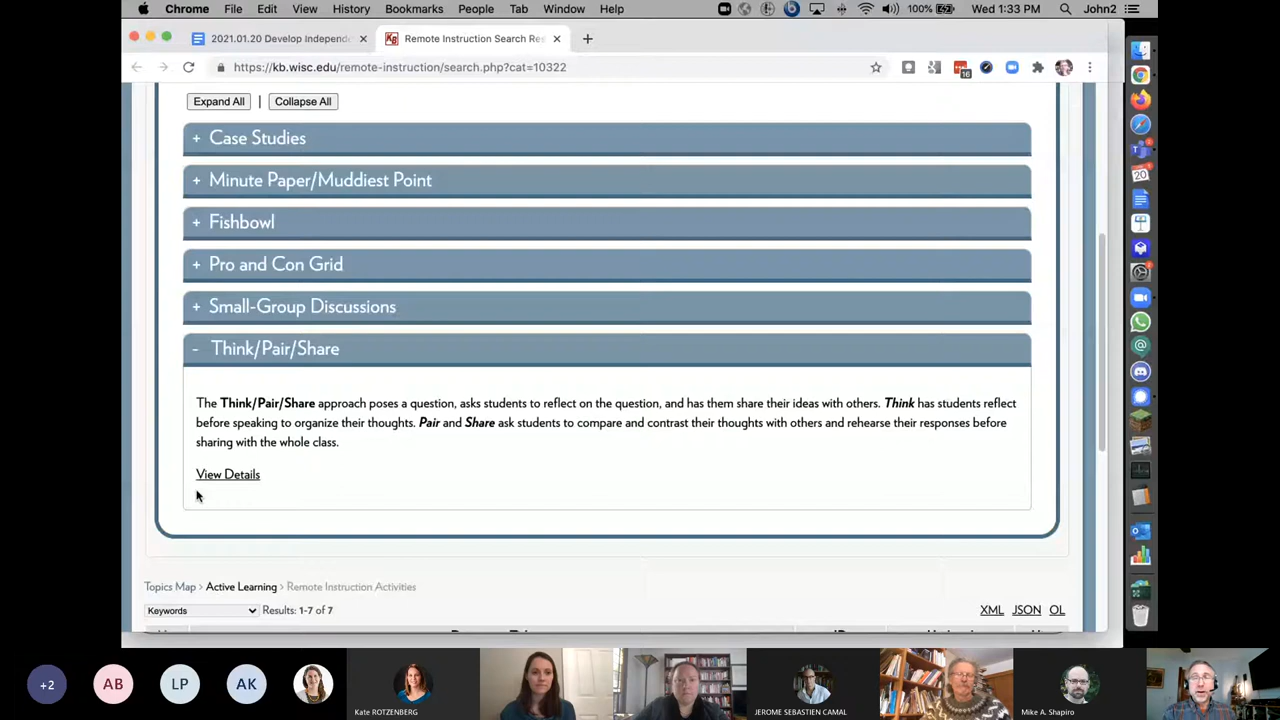 Chrome File Edit View History Bookmarks People Tab Window Help 100% Wed 1:33 PM John2
2021.01.20 Develop Independe × Remote Instruction Search Res × +
https://kb.wisc.edu/remote-instruction/search.php?cat=10322
16
Expand All | Collapse All
+ Case Studies
+ Minute Paper/Muddiest Point
+ Fishbowl
+ Pro and Con Grid
+ Small-Group Discussions
- Think/Pair/Share
The Think/Pair/Share approach poses a question, asks students to reflect on the question, and has them share their ideas with others. Think has students reflect
before speaking to organize their thoughts. Pair and Share ask students to compare and contrast their thoughts with others and rehearse their responses before
sharing with the whole class.
View Details
Topics Map > Active Learning > Remote Instruction Activities
Keywords Results: 1-7 of 7 XML JSON OL
20
+2 AB LP AK
Kate ROTZENBERG JEROME SEBASTIEN CAMAL Mike A. Shapiro